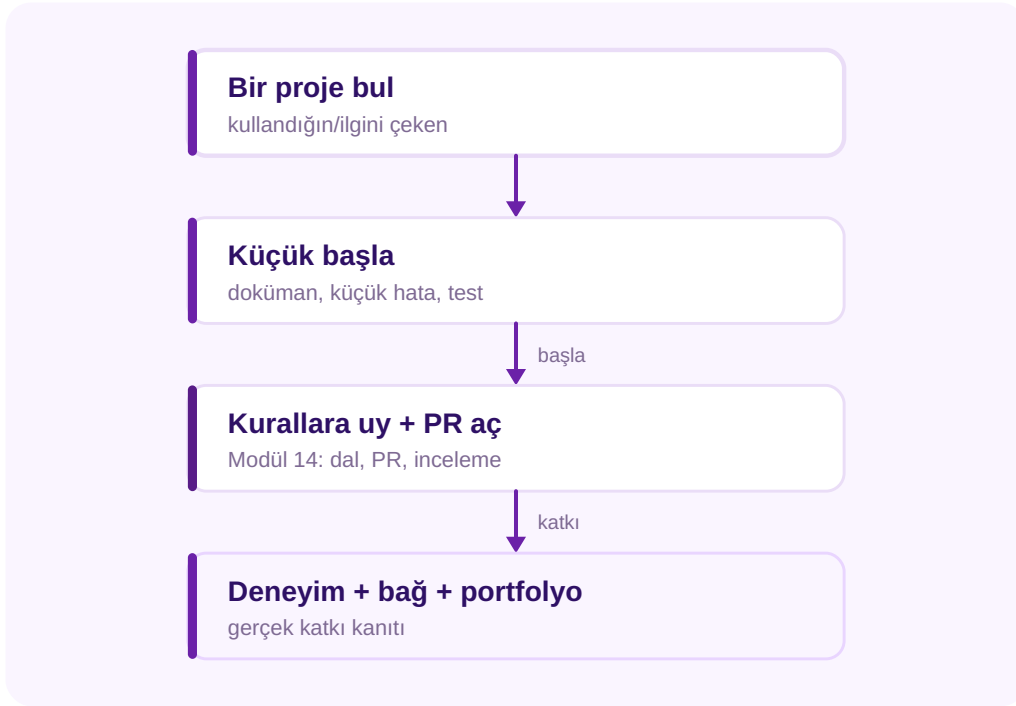 Bir proje bul
kullandığın/ilgini çeken
Küçük başla
doküman, küçük hata, test
başla
Kurallara uy + PR aç
Modül 14: dal, PR, inceleme
katkı
Deneyim + bağ + portfolyo
gerçek katkı kanıtı